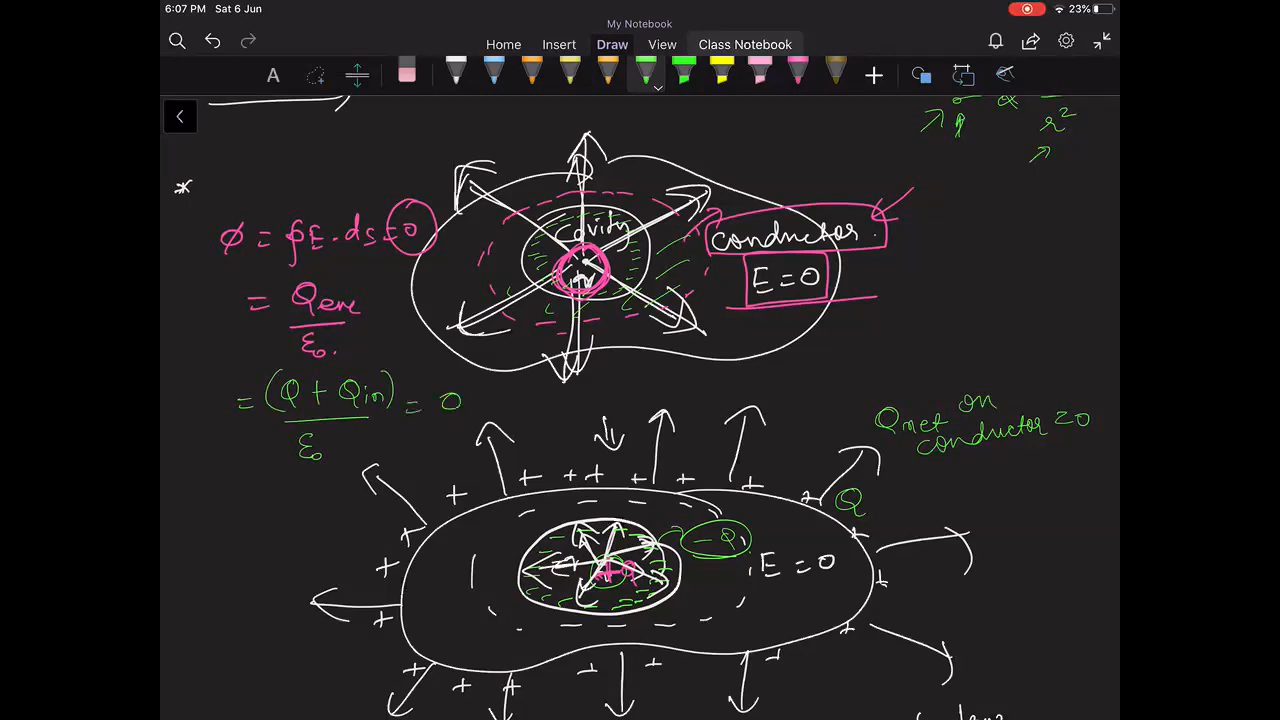 6:07 PM Sat 6 Jun
23%
My Notebook
Home Insert Draw View Class Notebook
A
r²
*
Cavity
conductor.
E = 0
φ = ∮E. ds = 0
= Qenc
ε₀.
= (Q + Qin) = 0
ε₀
Qnet on
conductor = 0
Q
- Q
+Q
E = 0